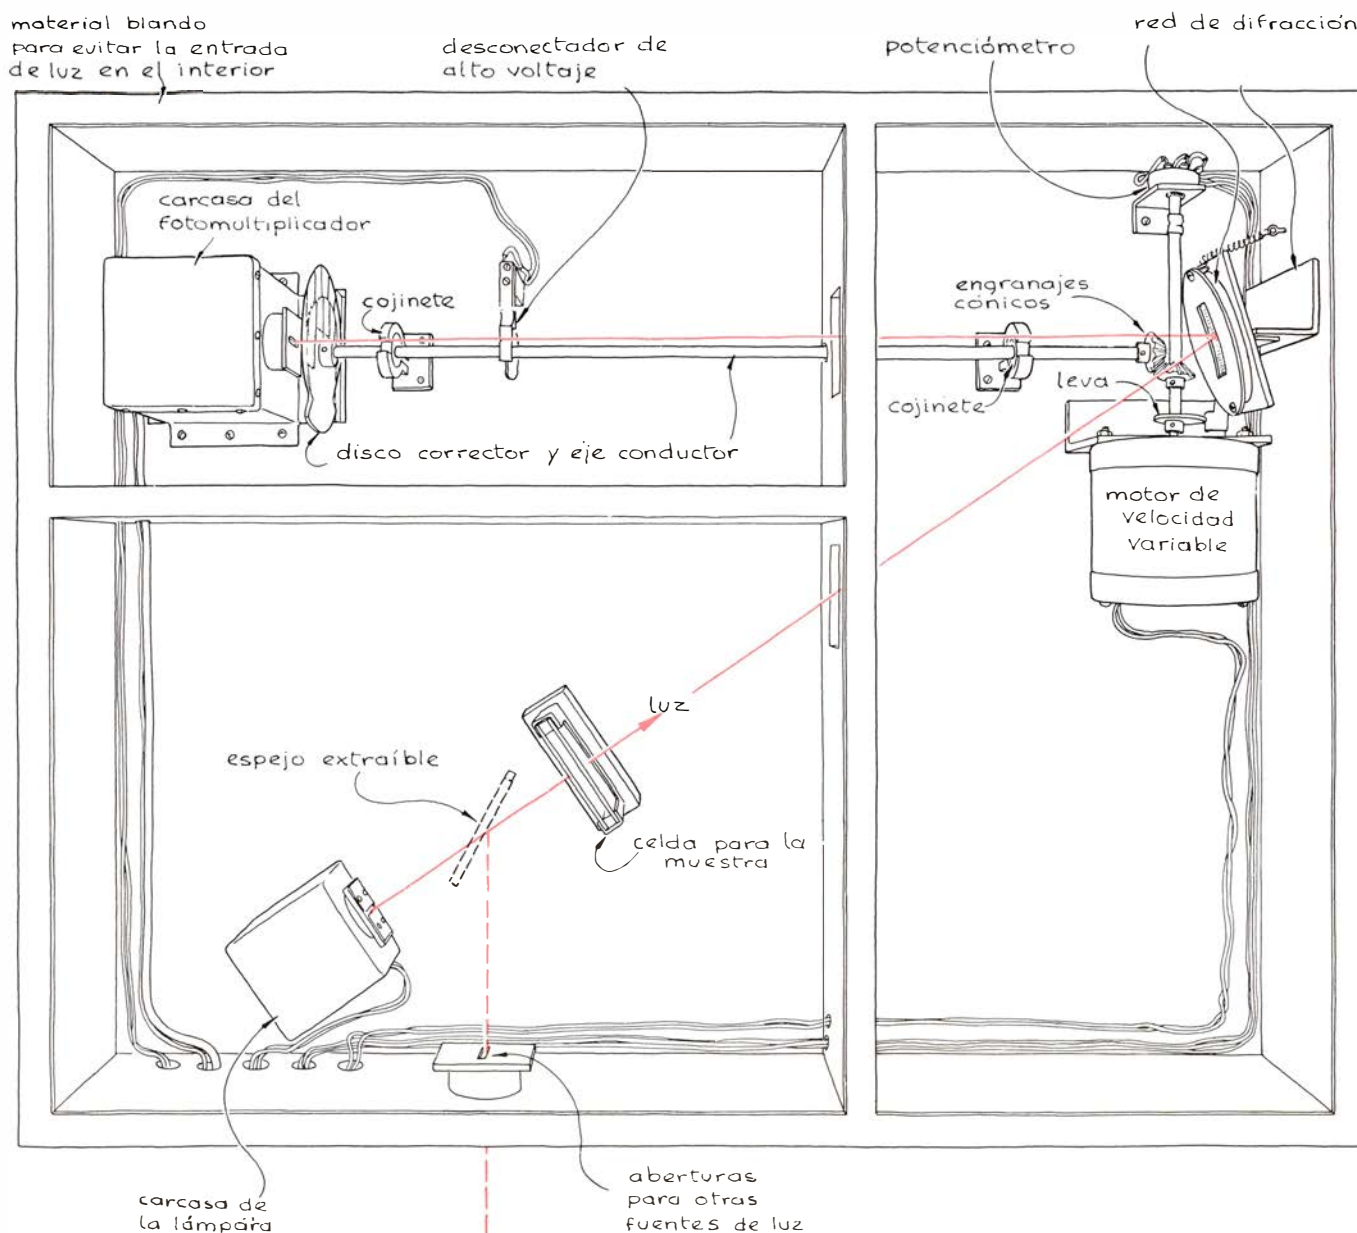 material blando
para evitar la entrada
de luz en el interior
desconectador de
alto voltaje
potenciómetro
red de difracción
carcasa del
fotomultiplicador
cojinete
engranajes
cónicos
leva
cojinete
disco corrector y eje conductor
motor de
velocidad
variable
luz
espejo extraíble
celda para la
muestra
carcasa de
la lámpara
aberturas
para otras
fuentes de luz